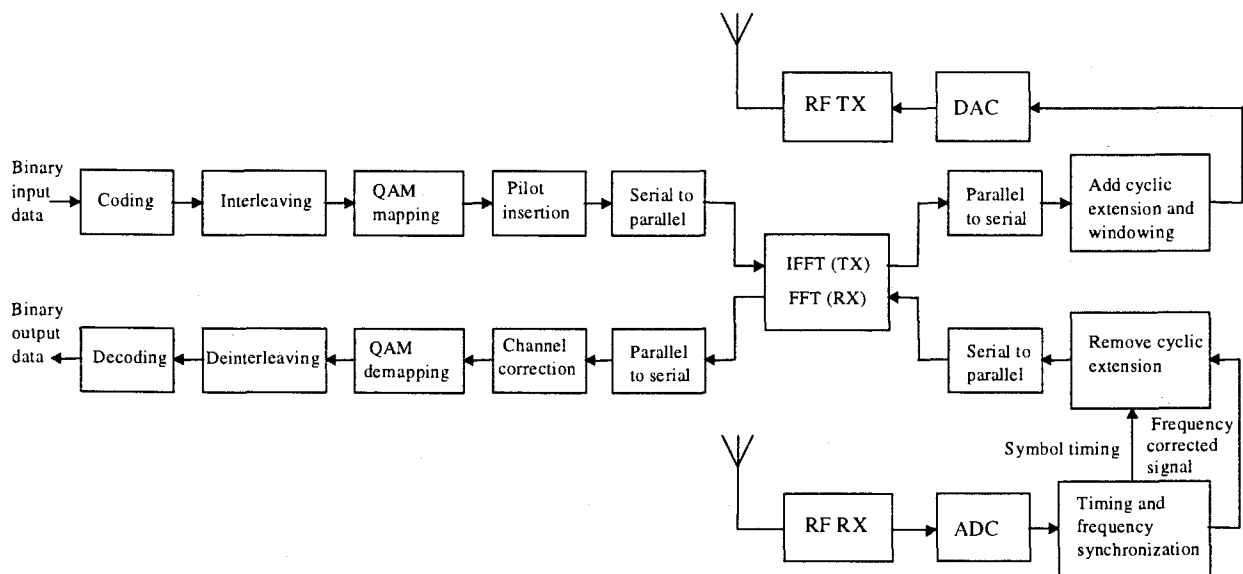 RF TX
DAC
Binary
input
data
Coding
Interleaving
QAM
mapping
Pilot
insertion
Serial to
parallel
IFFT (TX)
FFT (RX)
Parallel
to serial
Add cyclic
extension and
windowing
Binary
output
data
Decoding
Deinterleaving
QAM
demapping
Channel
correction
Parallel
to serial
Serial to
parallel
Remove cyclic
extension
Symbol timing
Frequency
corrected
signal
RF RX
ADC
Timing and
frequency
synchronization